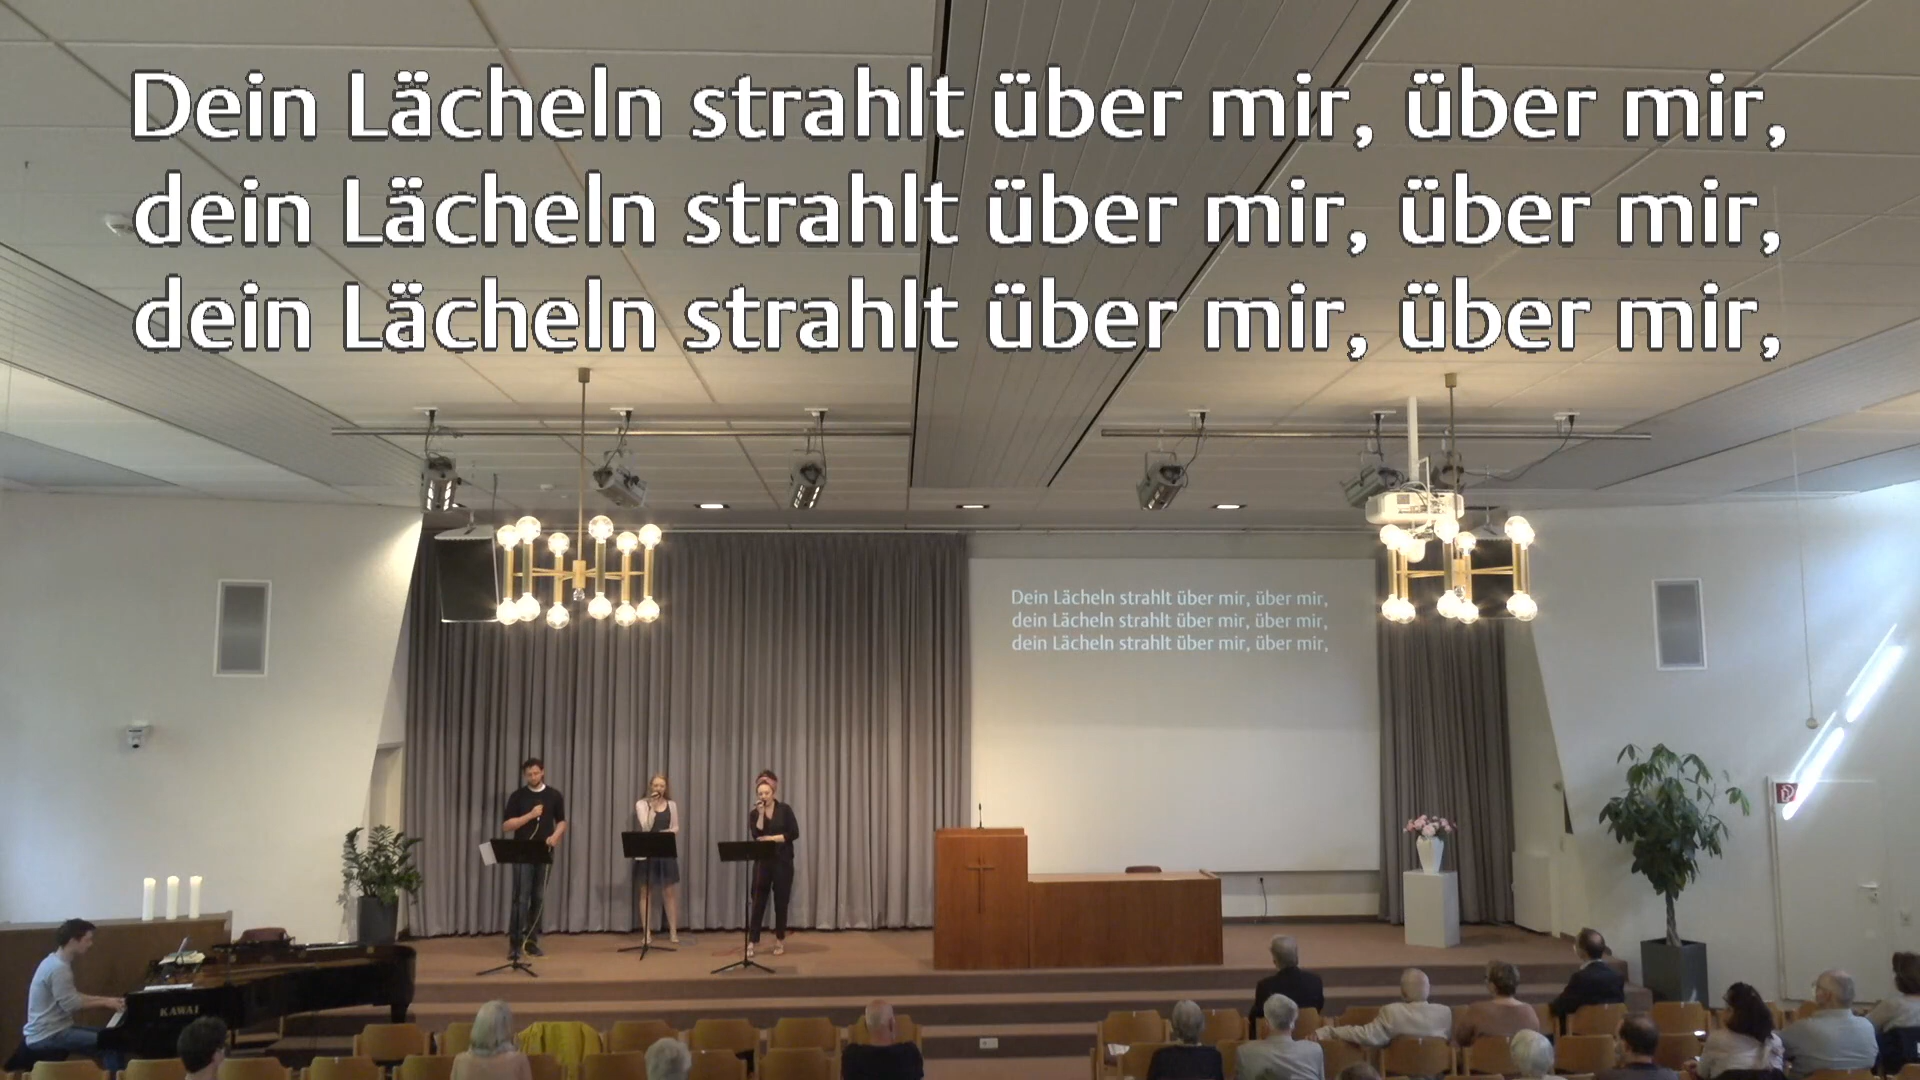 Dein Lächeln strahlt über mir, über mir,
dein Lächeln strahlt über mir, über mir,
dein Lächeln strahlt über mir, über mir,
Dein Lächeln strahlt über mir, über mir,
dein Lächeln strahlt über mir, über mir,
dein Lächeln strahlt über mir, über mir,
KAWAI